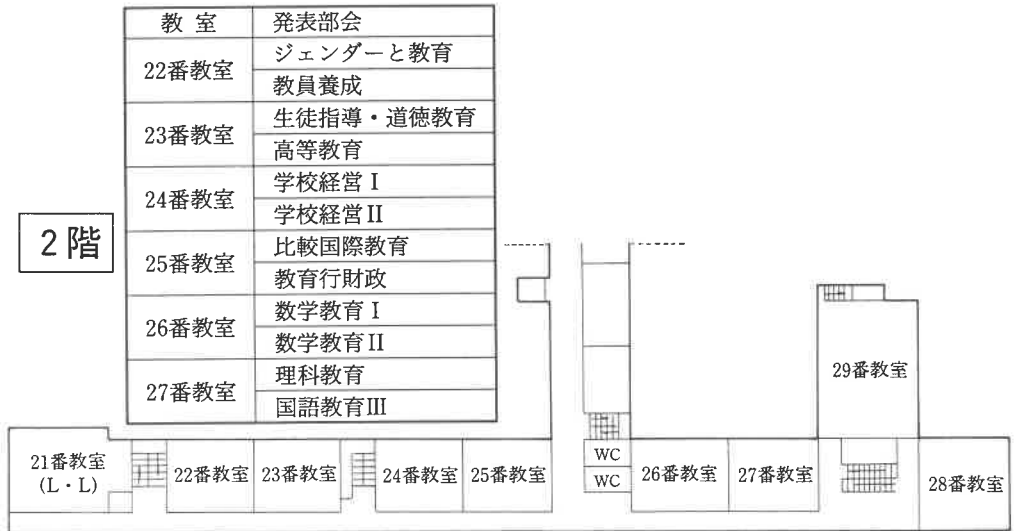 教 室 発表部会
22番教室 ジェンダーと教育
教員養成
23番教室 生徒指導・道徳教育
高等教育
24番教室 学校経営 I
学校経営 II
25番教室 比較国際教育
教育行財政
26番教室 数学教育 I
数学教育 II
27番教室 理科教育
国語教育III
2階
29番教室
21番教室
(L・L)
22番教室
23番教室
24番教室
25番教室
WC
WC
26番教室
27番教室
28番教室